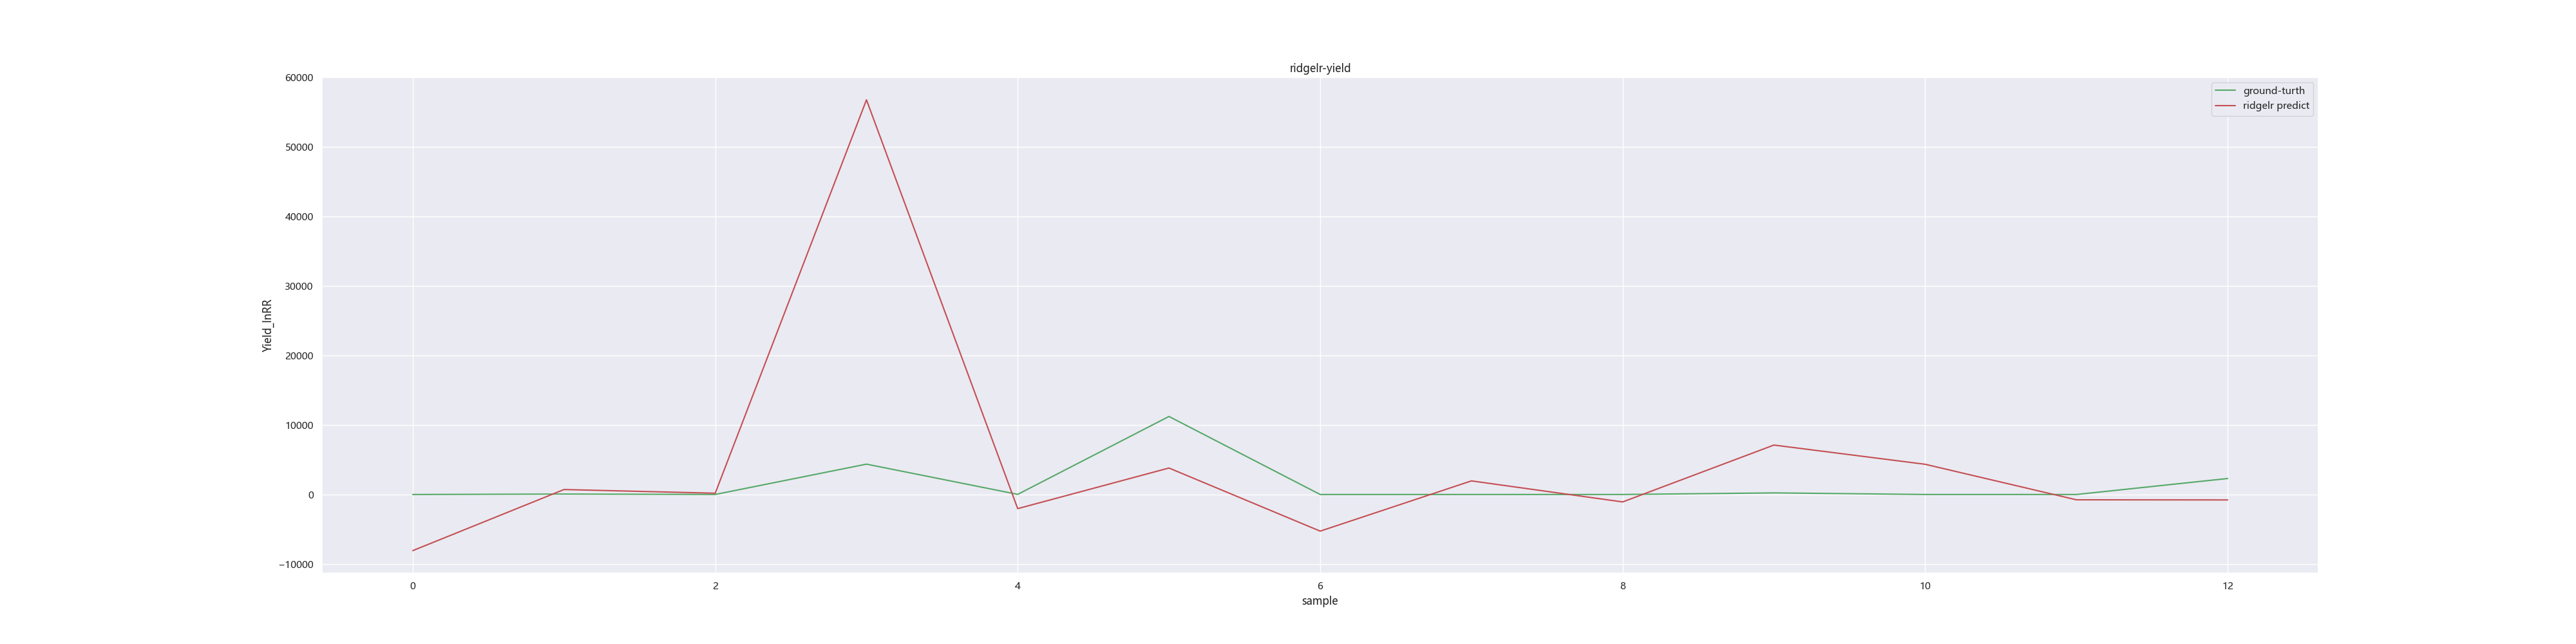 ridgelr-yield
60000
50000
40000
30000
20000
10000
0
−10000
Yield_lnRR
ground-turth
ridgelr predict
0 2 4 6 8 10 12
sample